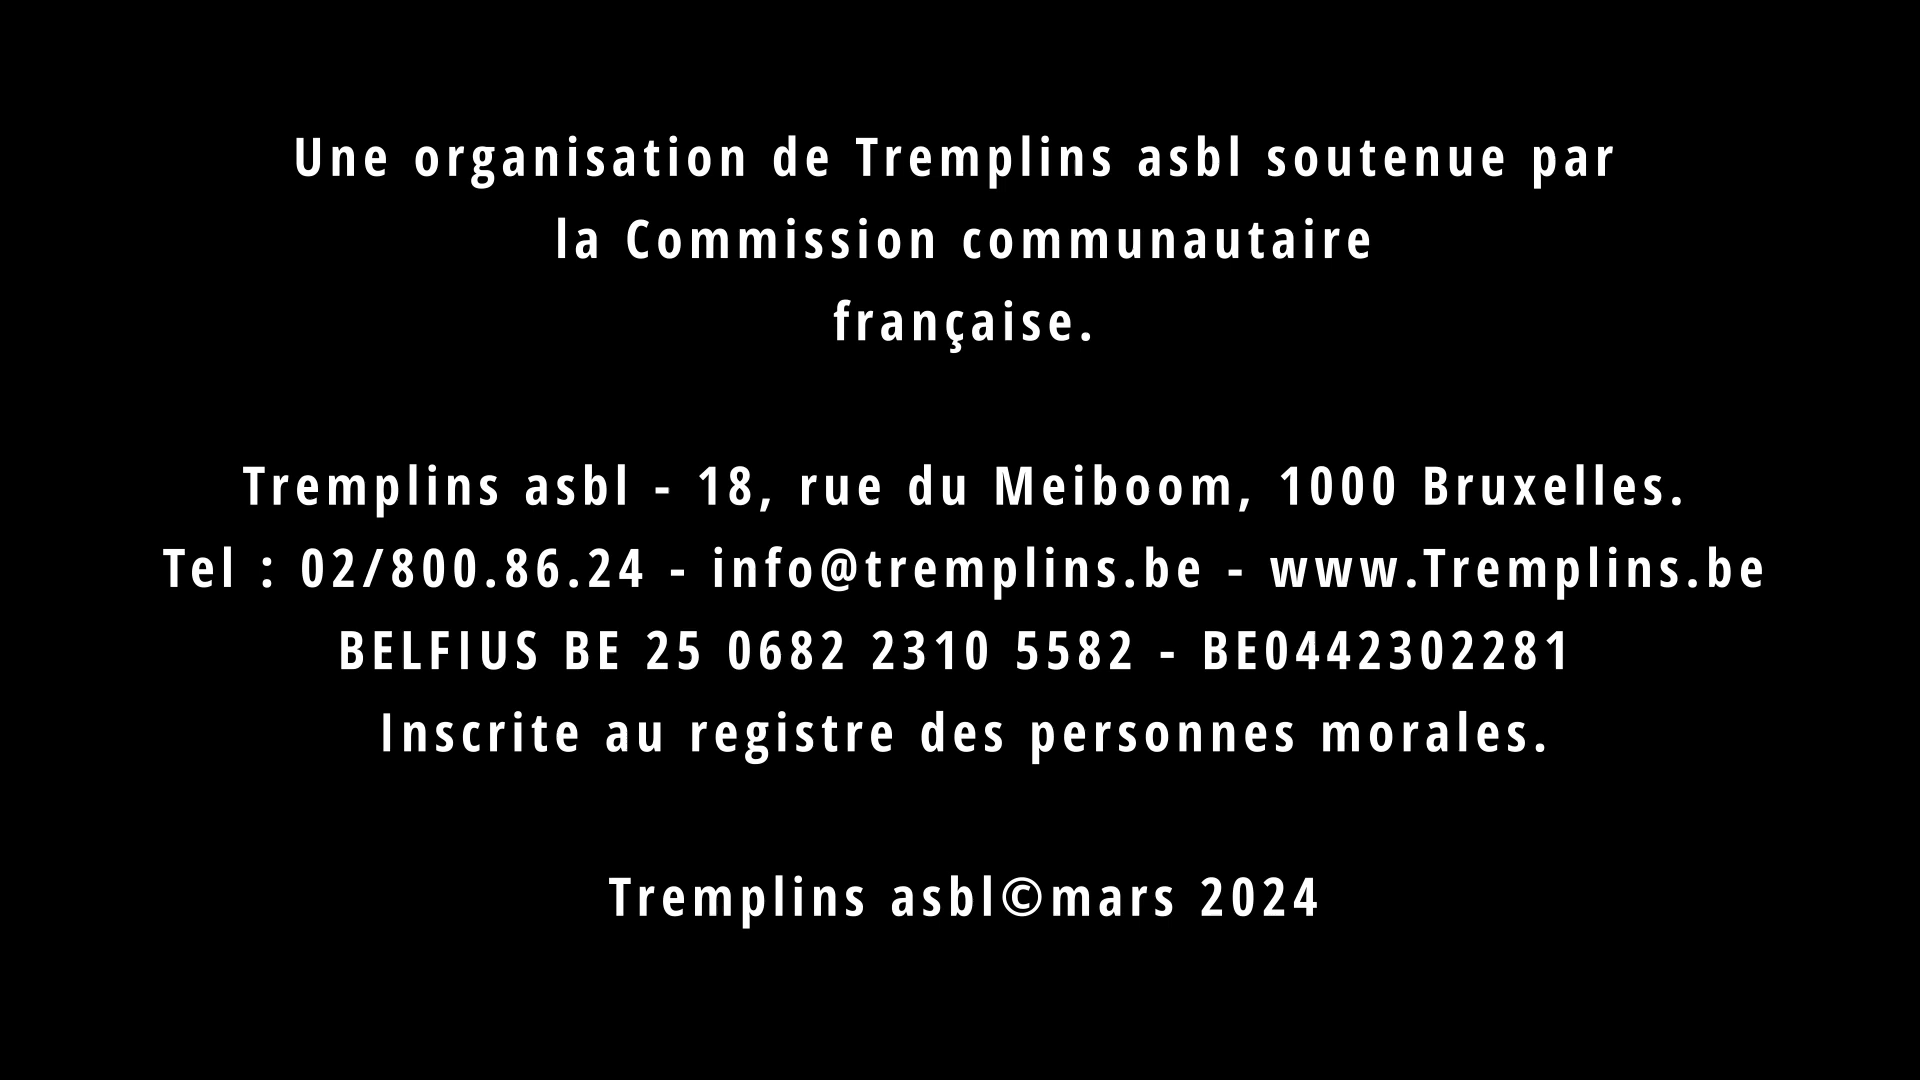 Une organisation de Tremplins asbl soutenue par
la Commission communautaire
française.
Tremplins asbl - 18, rue du Meiboom, 1000 Bruxelles.
Tel : 02/800.86.24 - info@tremplins.be - www.Tremplins.be
BELFIUS BE 25 0682 2310 5582 - BE0442302281
Inscrite au registre des personnes morales.
Tremplins asbl©mars 2024